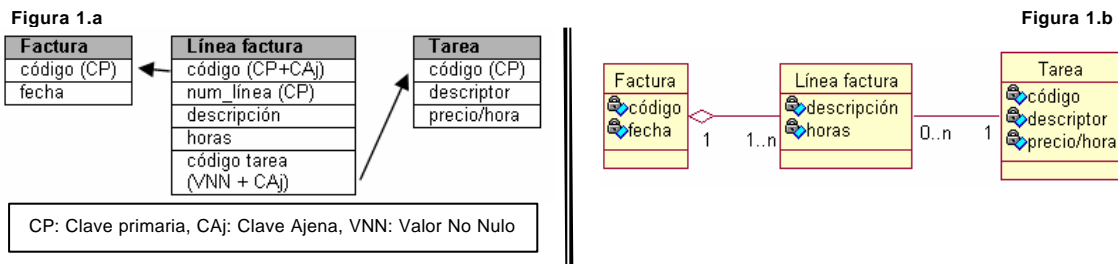 Figura 1.a
Figura 1.b
Factura
código (CP)
fecha
Línea factura
código (CP+CAj)
num_línea (CP)
descripción
horas
código tarea
(VNN + CAj)
Tarea
código (CP)
descriptor
precio/hora
CP: Clave primaria, CAj: Clave Ajena, VNN: Valor No Nulo
Factura
código
fecha
1
1..n
Línea factura
descripción
horas
0..n
1
Tarea
código
descriptor
precio/hora